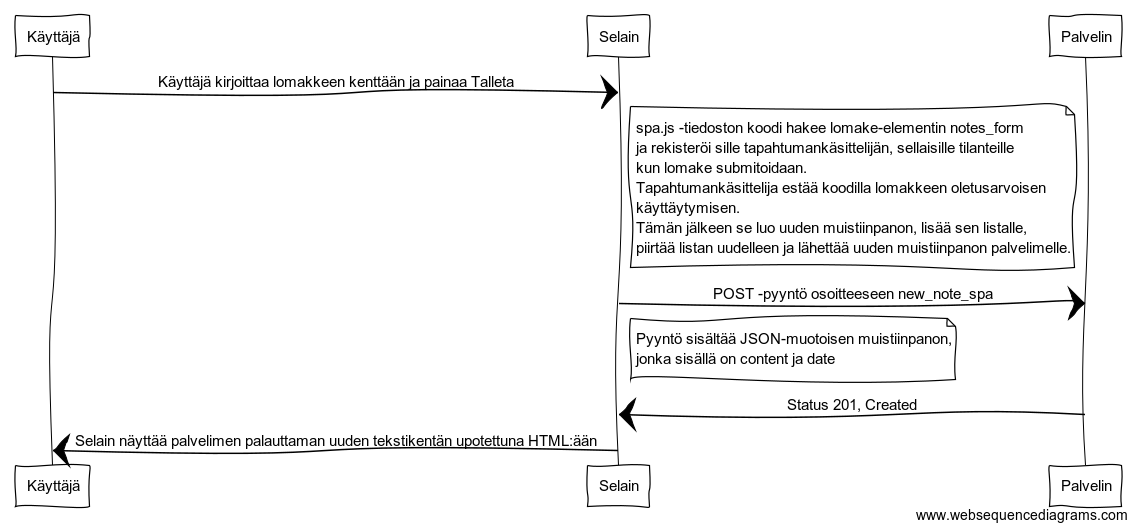 Käyttäjä
Selain
Palvelin
Käyttäjä kirjoittaa lomakkeen kenttään ja painaa Talleta
spa.js -tiedoston koodi hakee lomake-elementin notes_form
ja rekisteröi sille tapahtumankäsittelijän, sellaisille tilanteille
kun lomake submitoidaan.
Tapahtumankäsittelija estää koodilla lomakkeen oletusarvoisen
käyttäytymisen.
Tämän jälkeen se luo uuden muistiinpanon, lisää sen listalle,
piirtää listan uudelleen ja lähettää uuden muistiinpanon palvelimelle.
POST -pyyntö osoitteeseen new_note_spa
Pyyntö sisältää JSON-muotoisen muistiinpanon,
jonka sisällä on content ja date
Status 201, Created
Selain näyttää palvelimen palauttaman uuden tekstikentän upotettuna HTML:ään
Käyttäjä
Selain
Palvelin
www.websequencediagrams.com